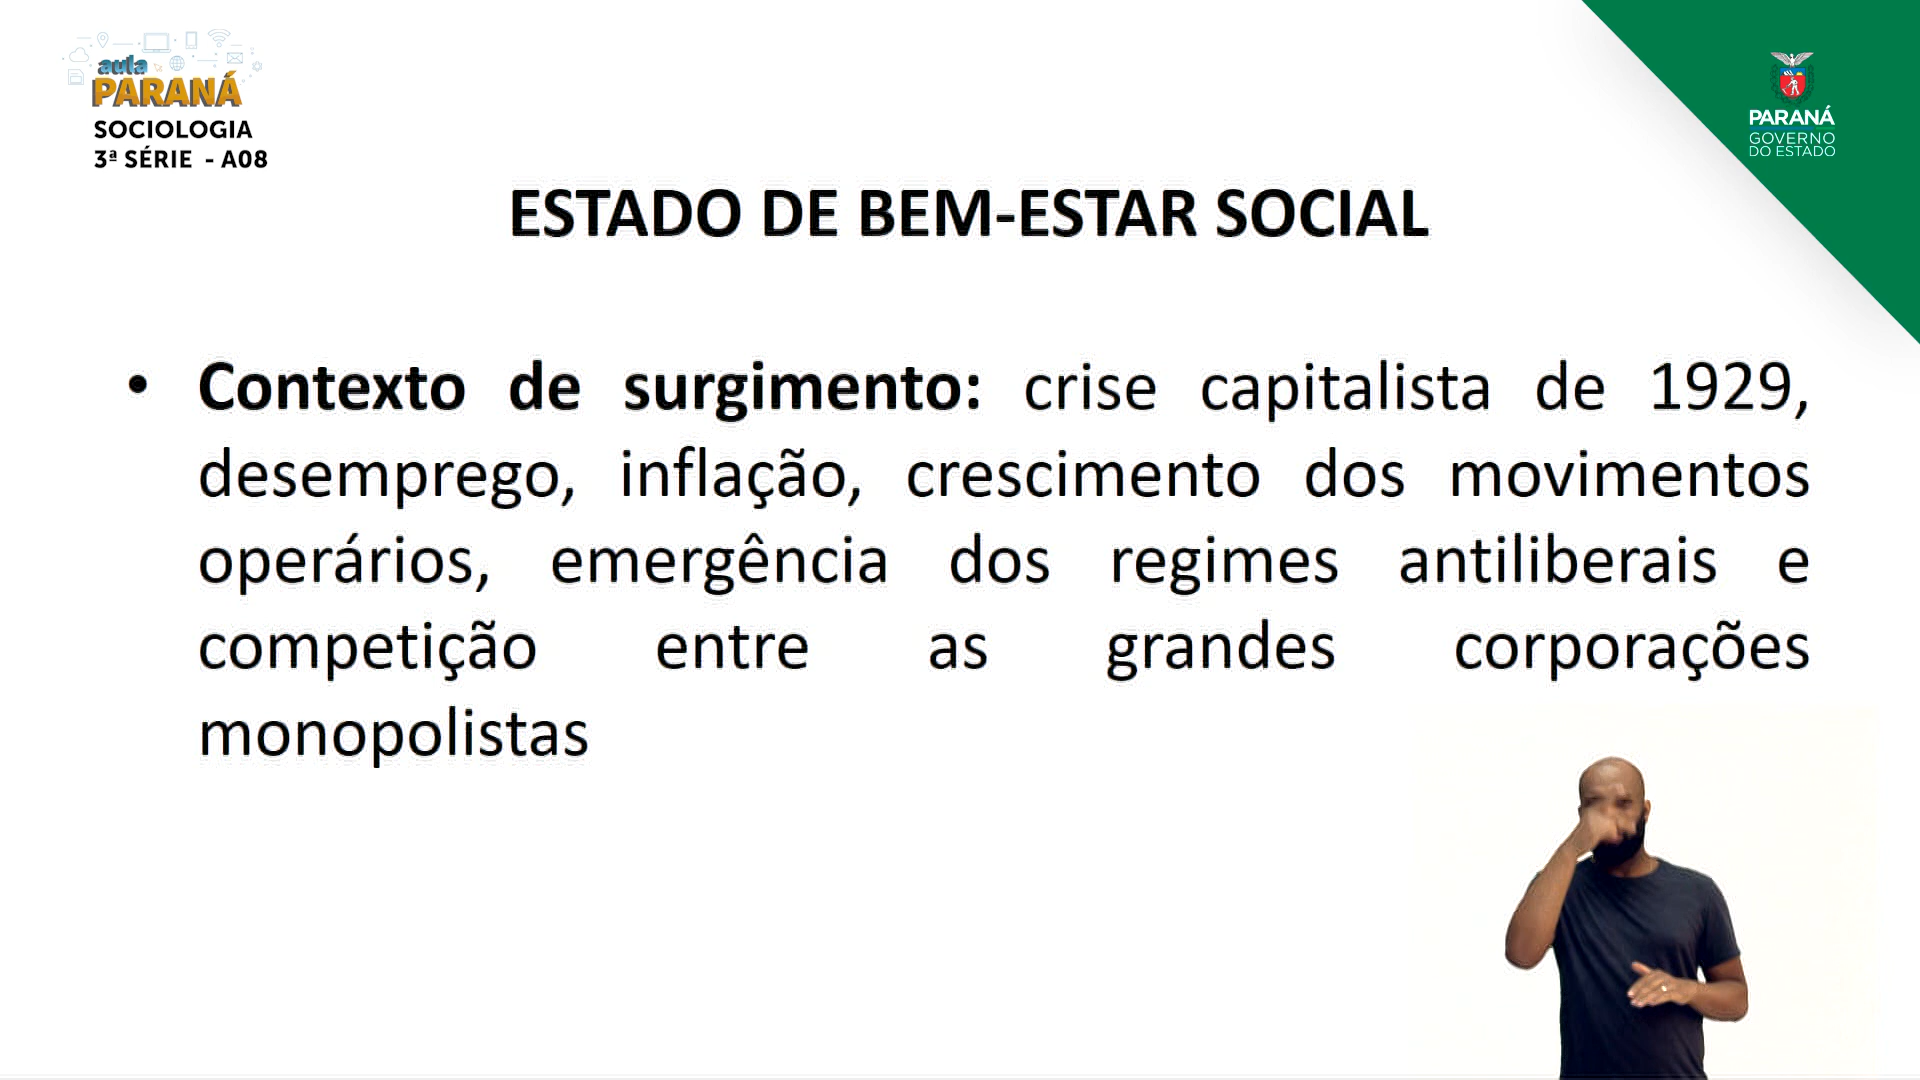 aula
PARANÁ
SOCIOLOGIA
3ª SÉRIE - A08
PARANÁ
GOVERNO
DO ESTADO
ESTADO DE BEM-ESTAR SOCIAL
• Contexto de surgimento: crise capitalista de 1929,
desemprego, inflação, crescimento dos movimentos
operários, emergência dos regimes antiliberais e
competição entre as grandes corporações
monopolistas